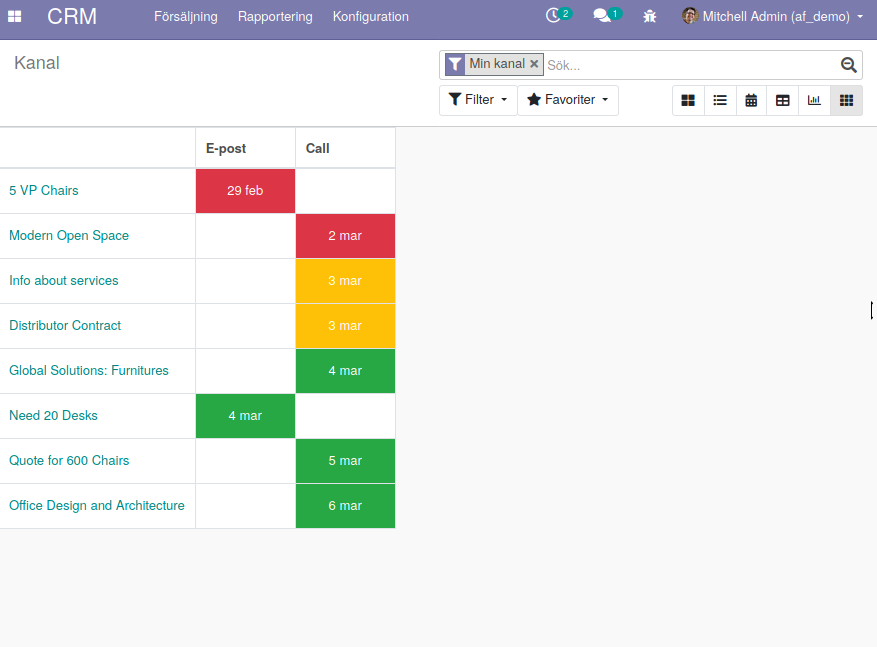 CRM Försäljning Rapportering Konfiguration 2 1 Mitchell Admin (af_demo)
Kanal
Min kanal × Sök...
Filter Favoriter
E-post Call
5 VP Chairs 29 feb
Modern Open Space 2 mar
Info about services 3 mar
Distributor Contract 3 mar
Global Solutions: Furnitures 4 mar
Need 20 Desks 4 mar
Quote for 600 Chairs 5 mar
Office Design and Architecture 6 mar